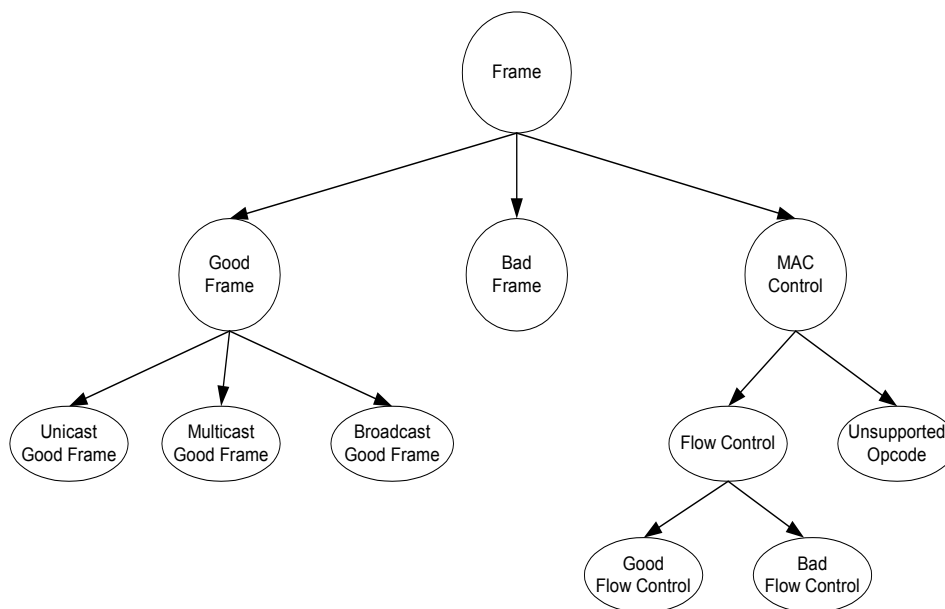 Frame
Good
Frame
Bad
Frame
MAC
Control
Unicast
Good Frame
Multicast
Good Frame
Broadcast
Good Frame
Flow Control
Unsupported
Opcode
Good
Flow Control
Bad
Flow Control